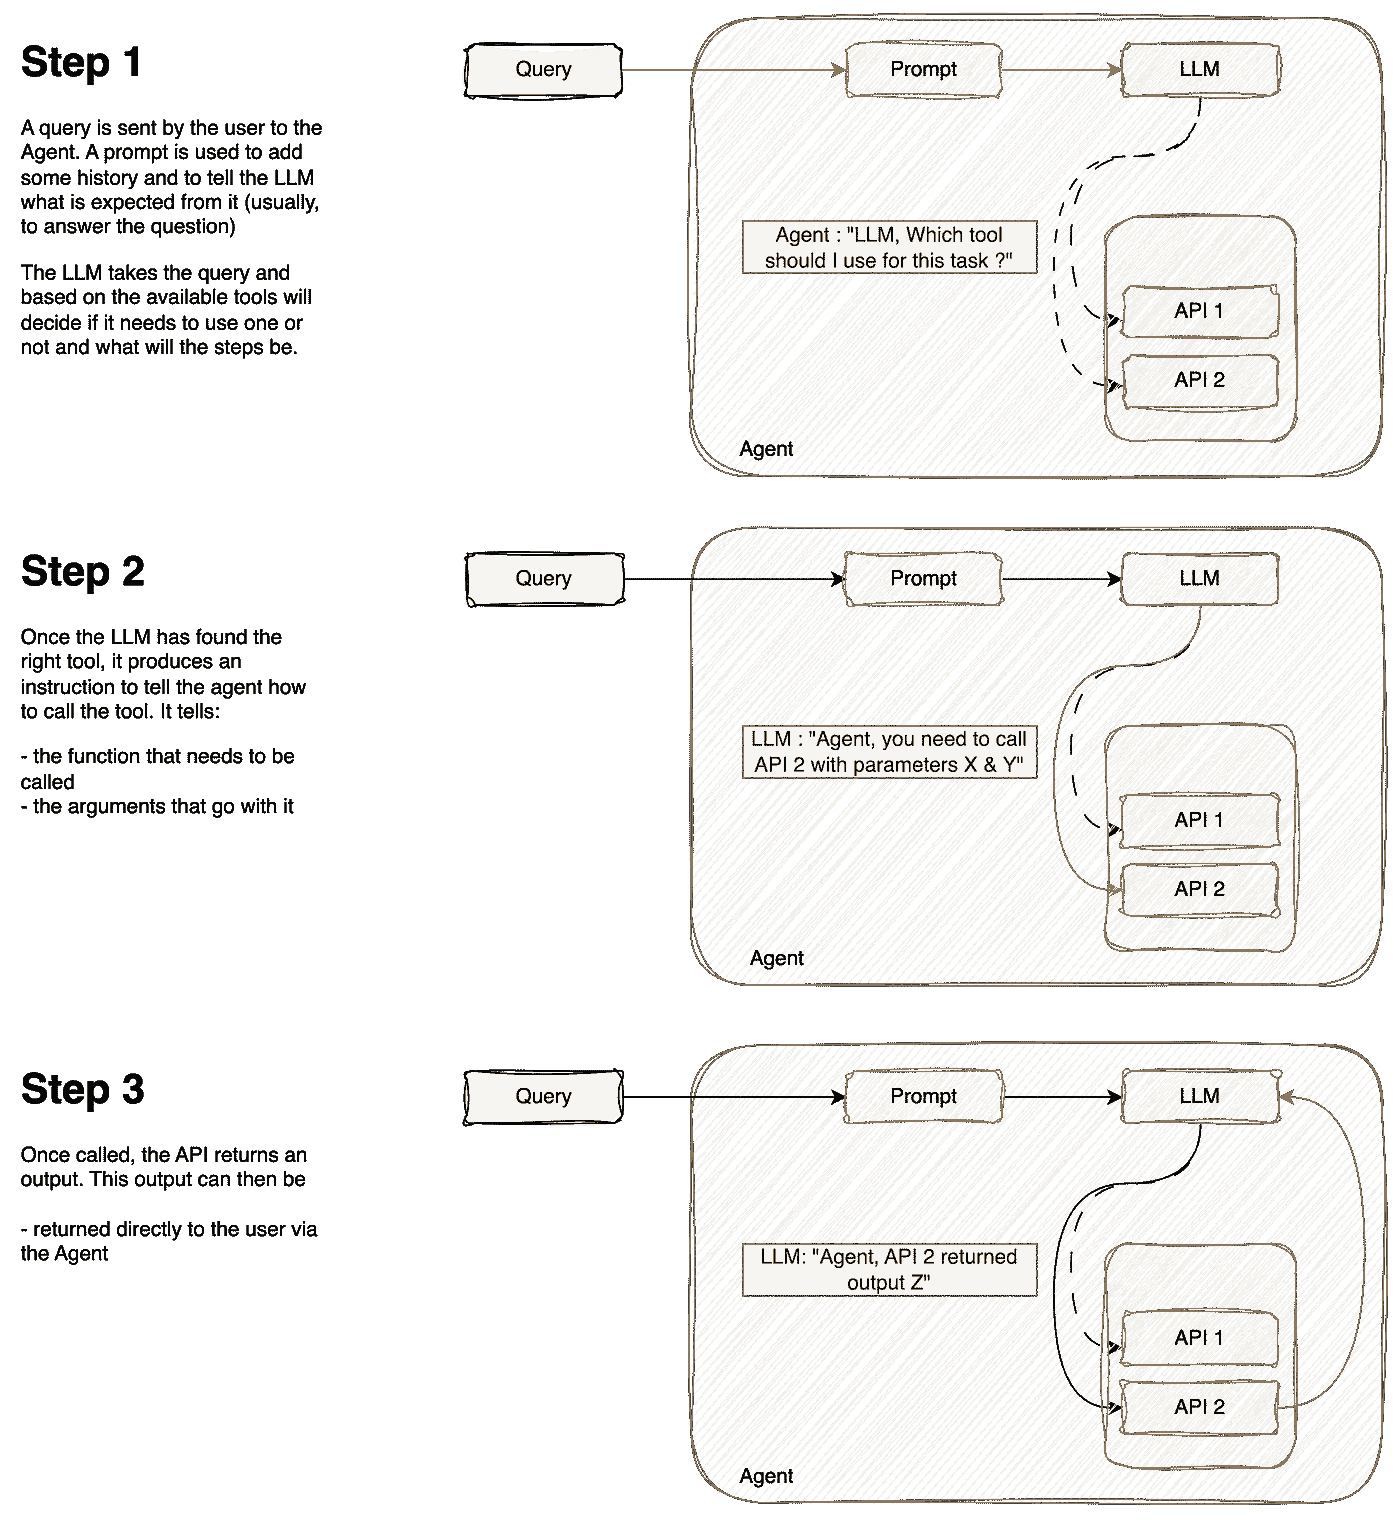 Step 1
A query is sent by the user to the
Agent. A prompt is used to add
some history and to tell the LLM
what is expected from it (usually,
to answer the question)
The LLM takes the query and
based on the available tools will
decide if it needs to use one or
not and what will the steps be.
Query
Prompt
LLM
Agent : "LLM, Which tool
should I use for this task ?"
API 1
API 2
Agent
Step 2
Once the LLM has found the
right tool, it produces an
instruction to tell the agent how
to call the tool. It tells:
- the function that needs to be
called
- the arguments that go with it
Query
Prompt
LLM
LLM : "Agent, you need to call
API 2 with parameters X & Y"
API 1
API 2
Agent
Step 3
Once called, the API returns an
output. This output can then be
- returned directly to the user via
the Agent
Query
Prompt
LLM
LLM: "Agent, API 2 returned
output Z"
API 1
API 2
Agent